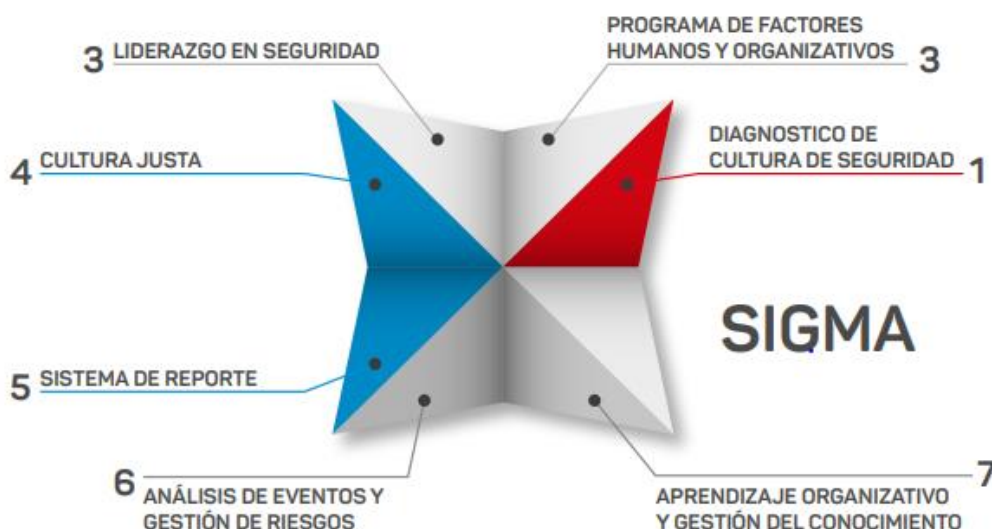 PROGRAMA DE FACTORES
HUMANOS Y ORGANIZATIVOS 3
3 LIDERAZGO EN SEGURIDAD
DIAGNOSTICO DE
CULTURA DE SEGURIDAD 1
4 CULTURA JUSTA
SIGMA
5 SISTEMA DE REPORTE
6 ANÁLISIS DE EVENTOS Y
GESTIÓN DE RIESGOS
7
APRENDIZAJE ORGANIZATIVO
Y GESTIÓN DEL CONOCIMIENTO